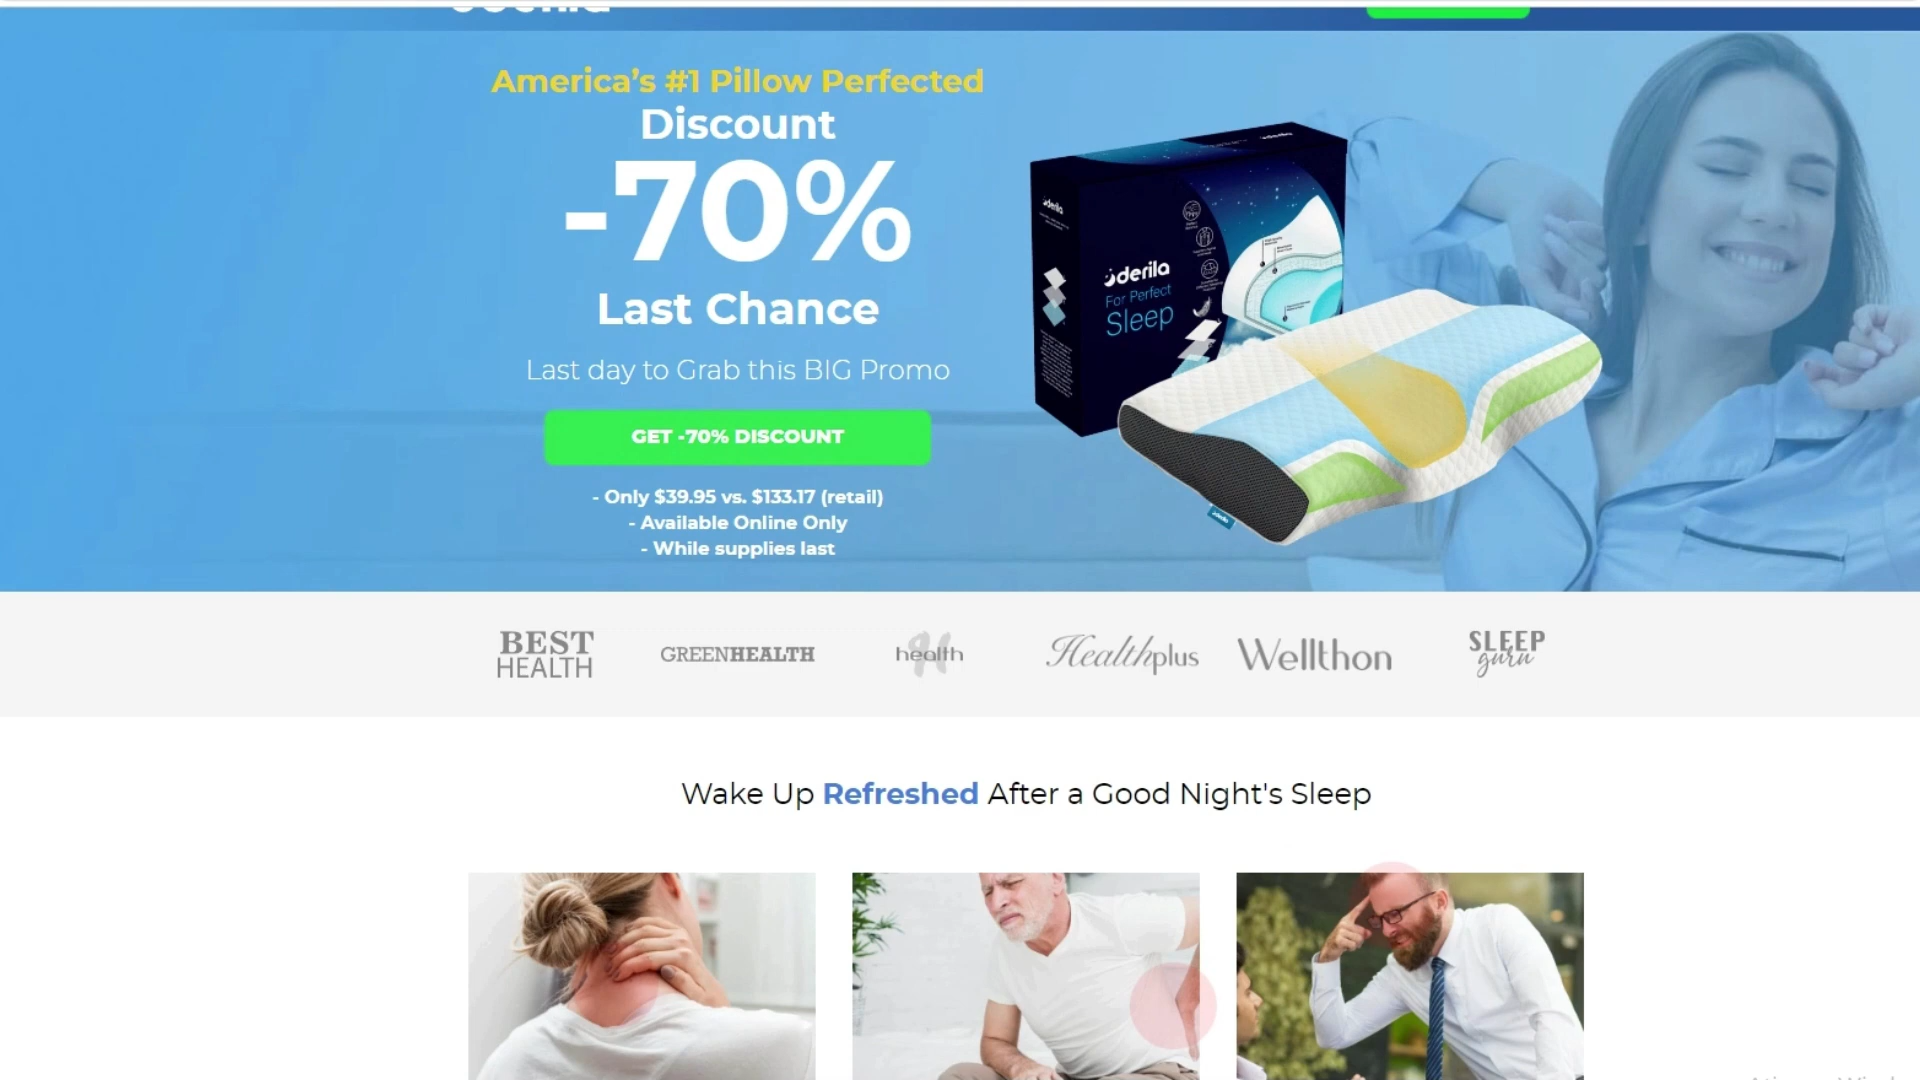 America's #1 Pillow Perfected
Discount
-70%
Last Chance
Last day to Grab this BIG Promo
GET -70% DISCOUNT
- Only $39.95 vs. $133.17 (retail)
- Available Online Only
- While supplies last
derila
derila
derila
For Perfect
Sleep
BEST
HEALTH
GREENHEALTH
health
Healthplus
Wellthon
SLEEP
guru
Wake Up Refreshed After a Good Night's Sleep